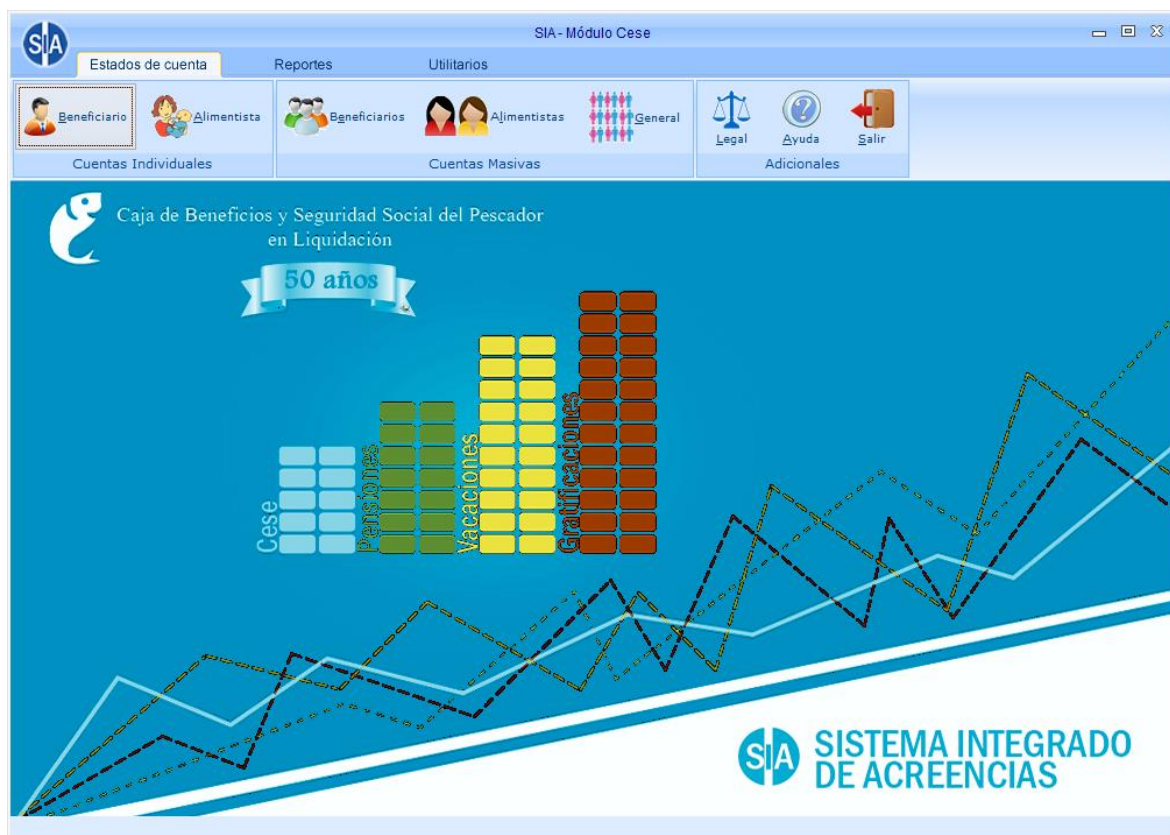 SIA - Módulo Cese
SIA
Estados de cuenta
Reportes
Utilitarios
Beneficiario
Alimentista
Beneficiarios
Alimentistas
General
Legal
Ayuda
Salir
Cuentas Individuales
Cuentas Masivas
Adicionales
Caja de Beneficios y Seguridad Social del Pescador
en Liquidación
50 años
Cese
Pensiones
Vacaciones
Gratificaciones
SIA
SISTEMA INTEGRADO
DE ACREENCIAS